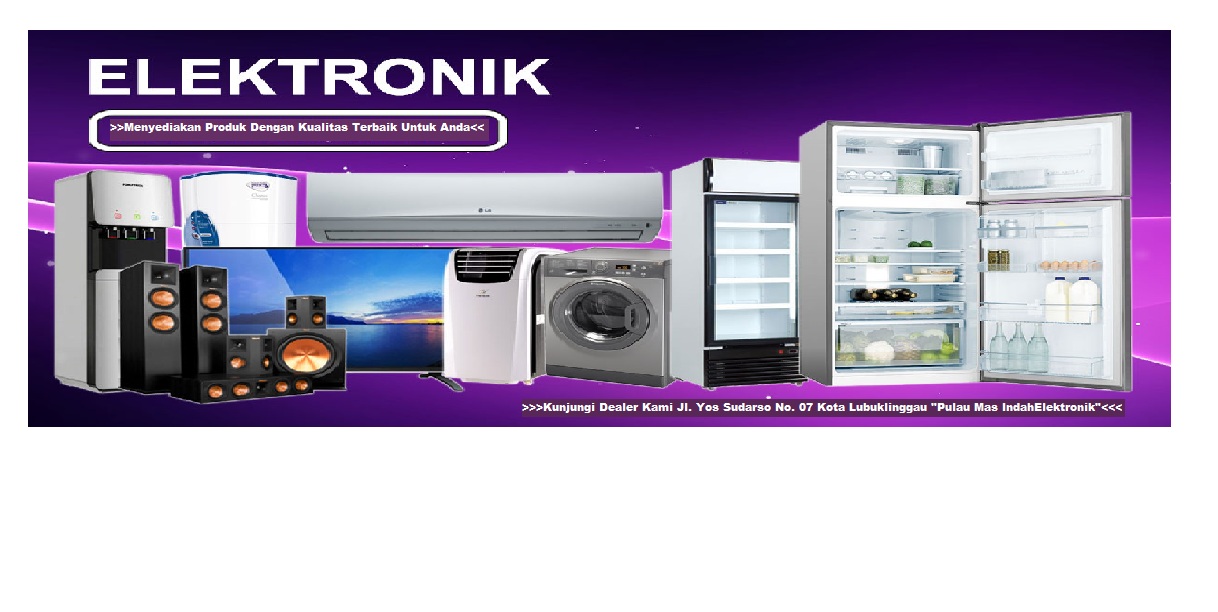 ELEKTRONIK
>>Menyediakan Produk Dengan Kualitas Terbaik Untuk Anda<<
LG
>>>Kunjungi Dealer Kami Jl. Yos Sudarso No. 07 Kota Lubuklinggau "Pulau Mas IndahElektronik"<<<